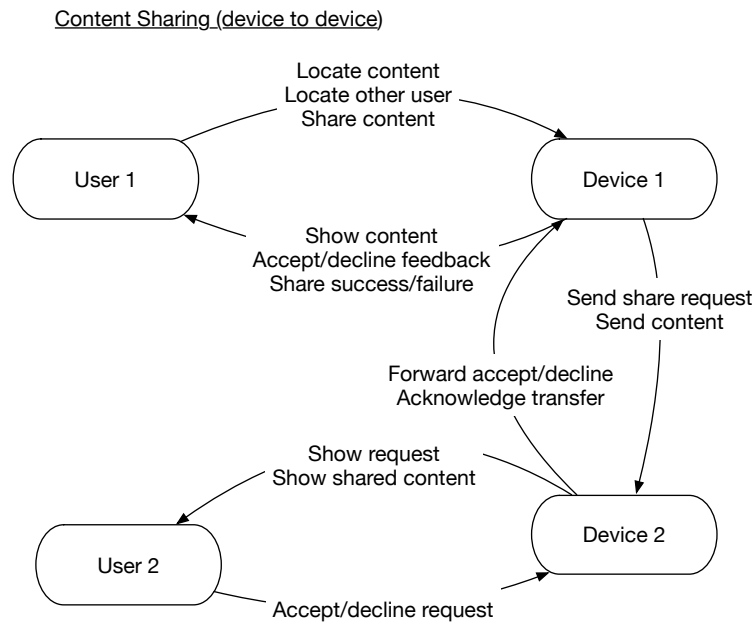 Content Sharing (device to device)
Locate content
Locate other user
Share content
User 1
Device 1
Show content
Accept/decline feedback
Share success/failure
Send share request
Send content
Forward accept/decline
Acknowledge transfer
Show request
Show shared content
User 2
Device 2
Accept/decline request